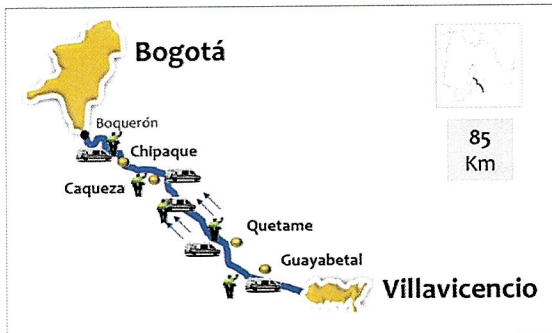 Bogotá
Boquerón
Chipaque
Caqueza
Quetame
Guayabetal
Villavicencio
85
Km